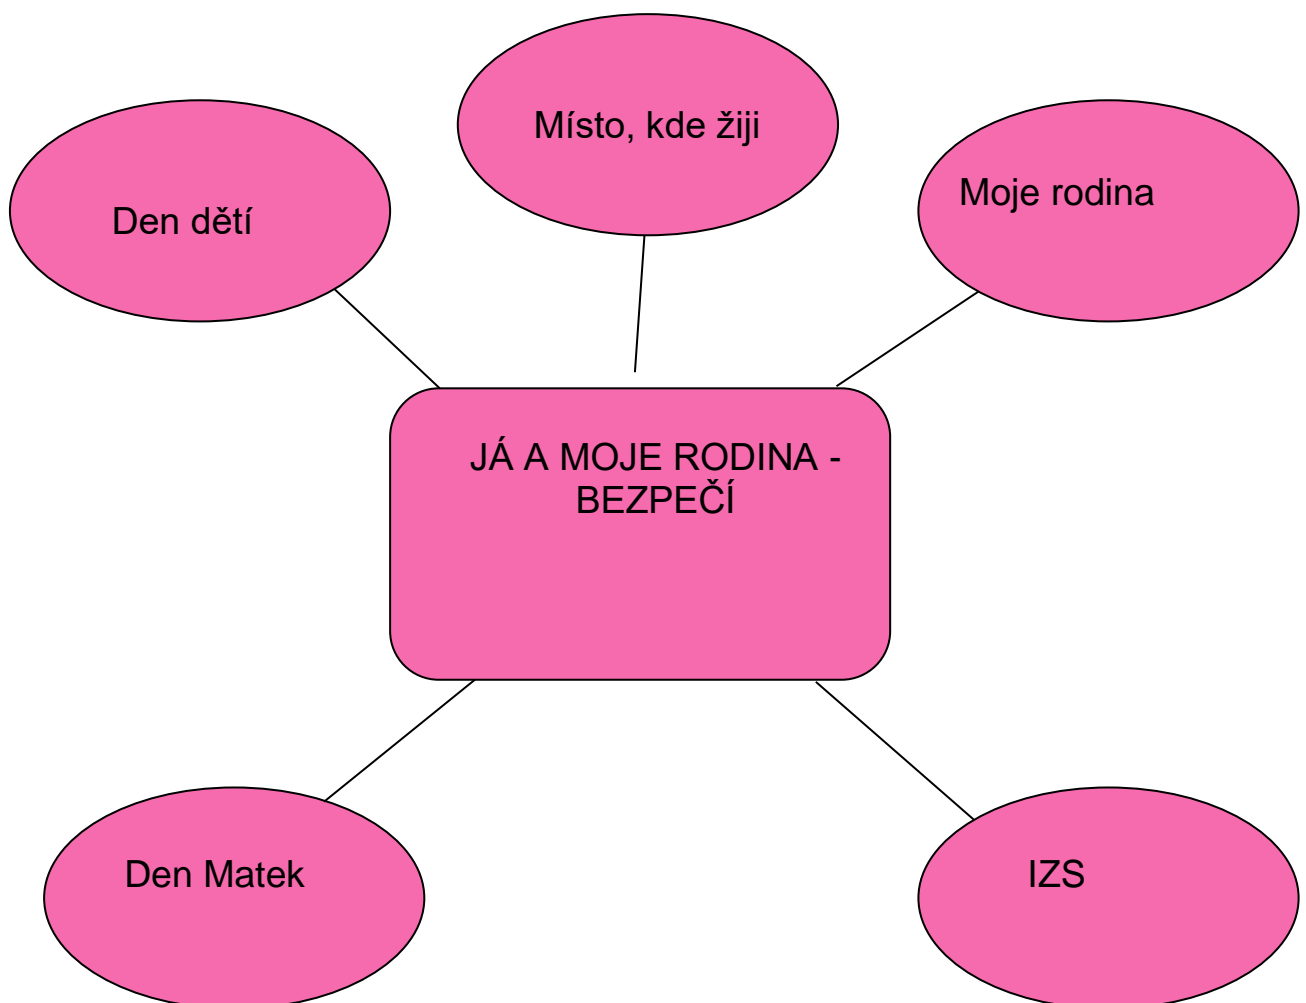 Místo, kde žiji
Den dětí
Moje rodina
JÁ A MOJE RODINA -
BEZPEČÍ
Den Matek
IZS